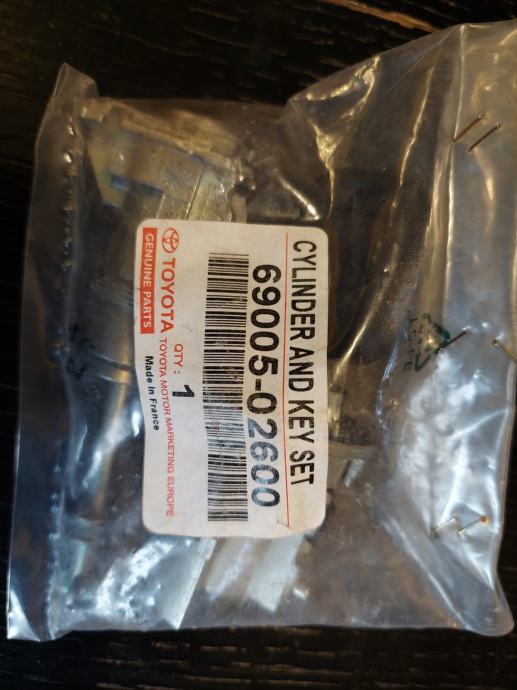 CYLINDER AND KEY SET
69005-02600
TOYOTA QTY : 1
GENUINE PARTS
TOYOTA MOTOR MARKETING EUROPE
Made In France